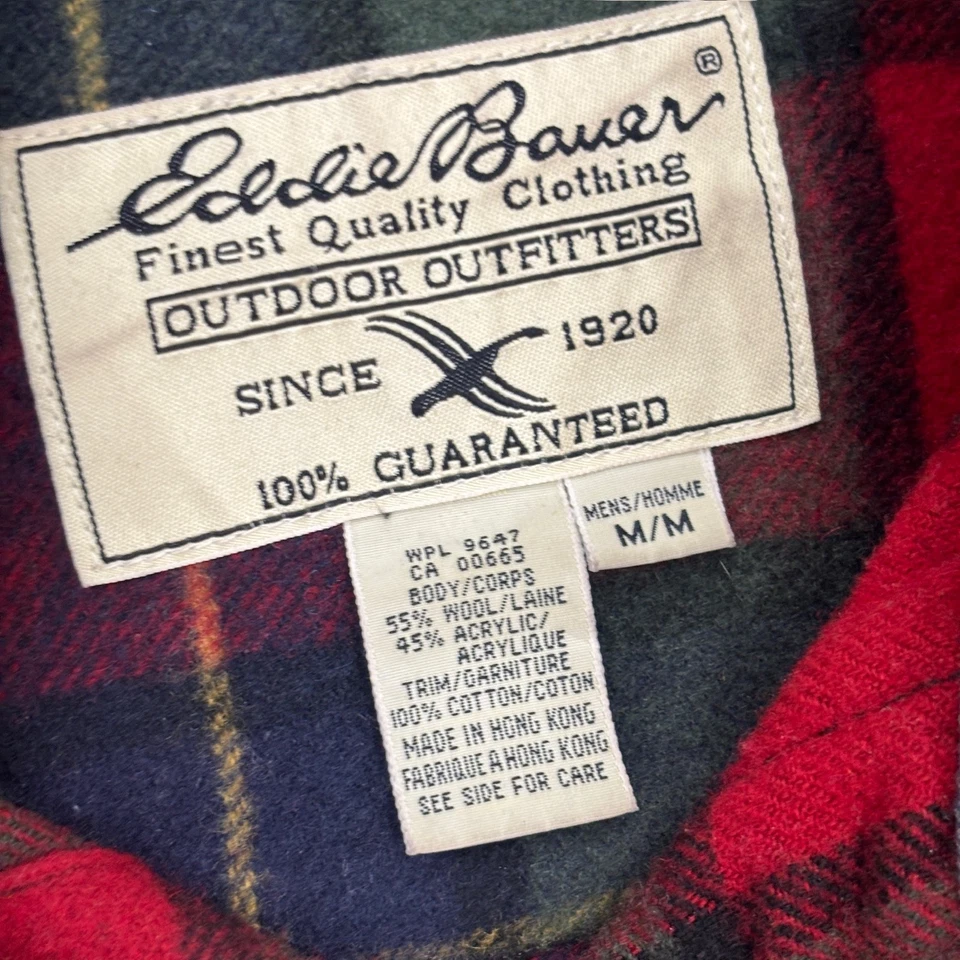 Eddie Bauer ®
Finest Quality Clothing
OUTDOOR OUTFITTERS
SINCE 1920
100% GUARANTEED
MENS/HOMME
M/M
WPL 9647
CA 00665
BODY/CORPS
55% WOOL/LAINE
45% ACRYLIC/
ACRYLIQUE
TRIM/GARNITURE
100% COTTON/COTON
MADE IN HONG KONG
FABRIQUE A HONG KONG
SEE SIDE FOR CARE